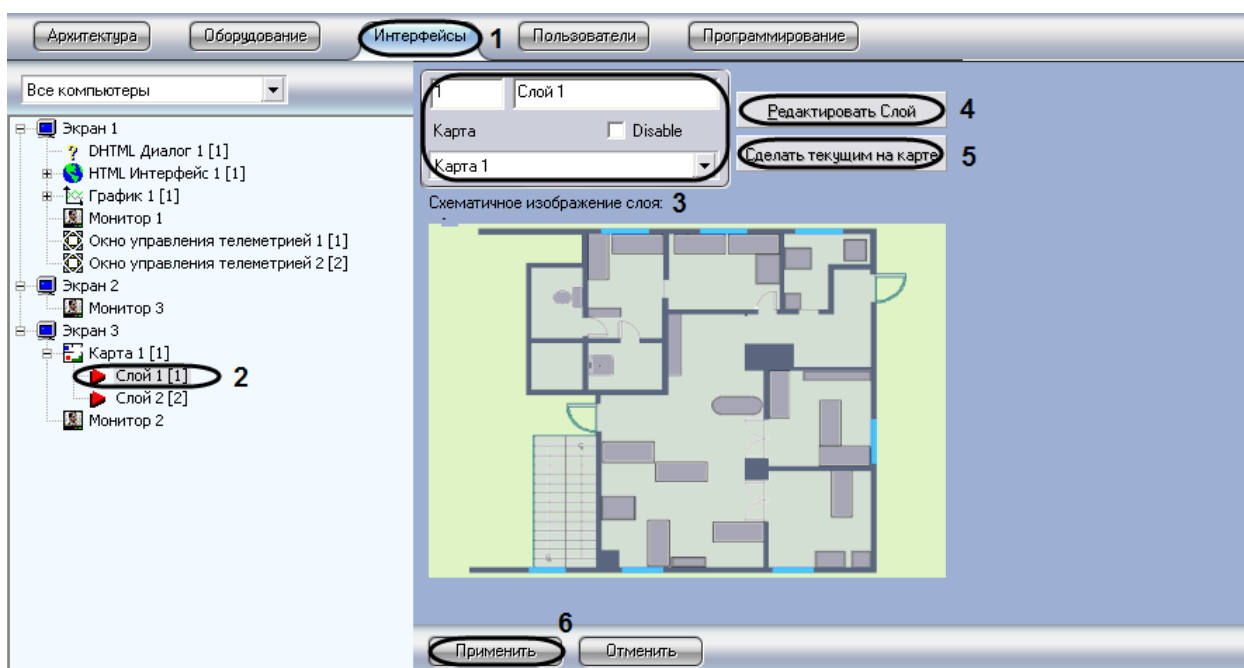 Архитектура Оборудование Интерфейсы 1 Пользователи Программирование
Все компьютеры
Экран 1
DHTML Диалог 1 [1]
HTML Интерфейс 1 [1]
График 1 [1]
Монитор 1
Окно управления телеметрией 1 [1]
Окно управления телеметрией 2 [2]
Экран 2
Монитор 3
Экран 3
Карта 1 [1]
Слой 1 [1] 2
Слой 2 [2]
Монитор 2
1 Слой 1
Карта Disable
Карта 1
Редактировать Слой 4
Сделать текущим на карте 5
Схематичное изображение слоя: 3
6
Применить Отменить